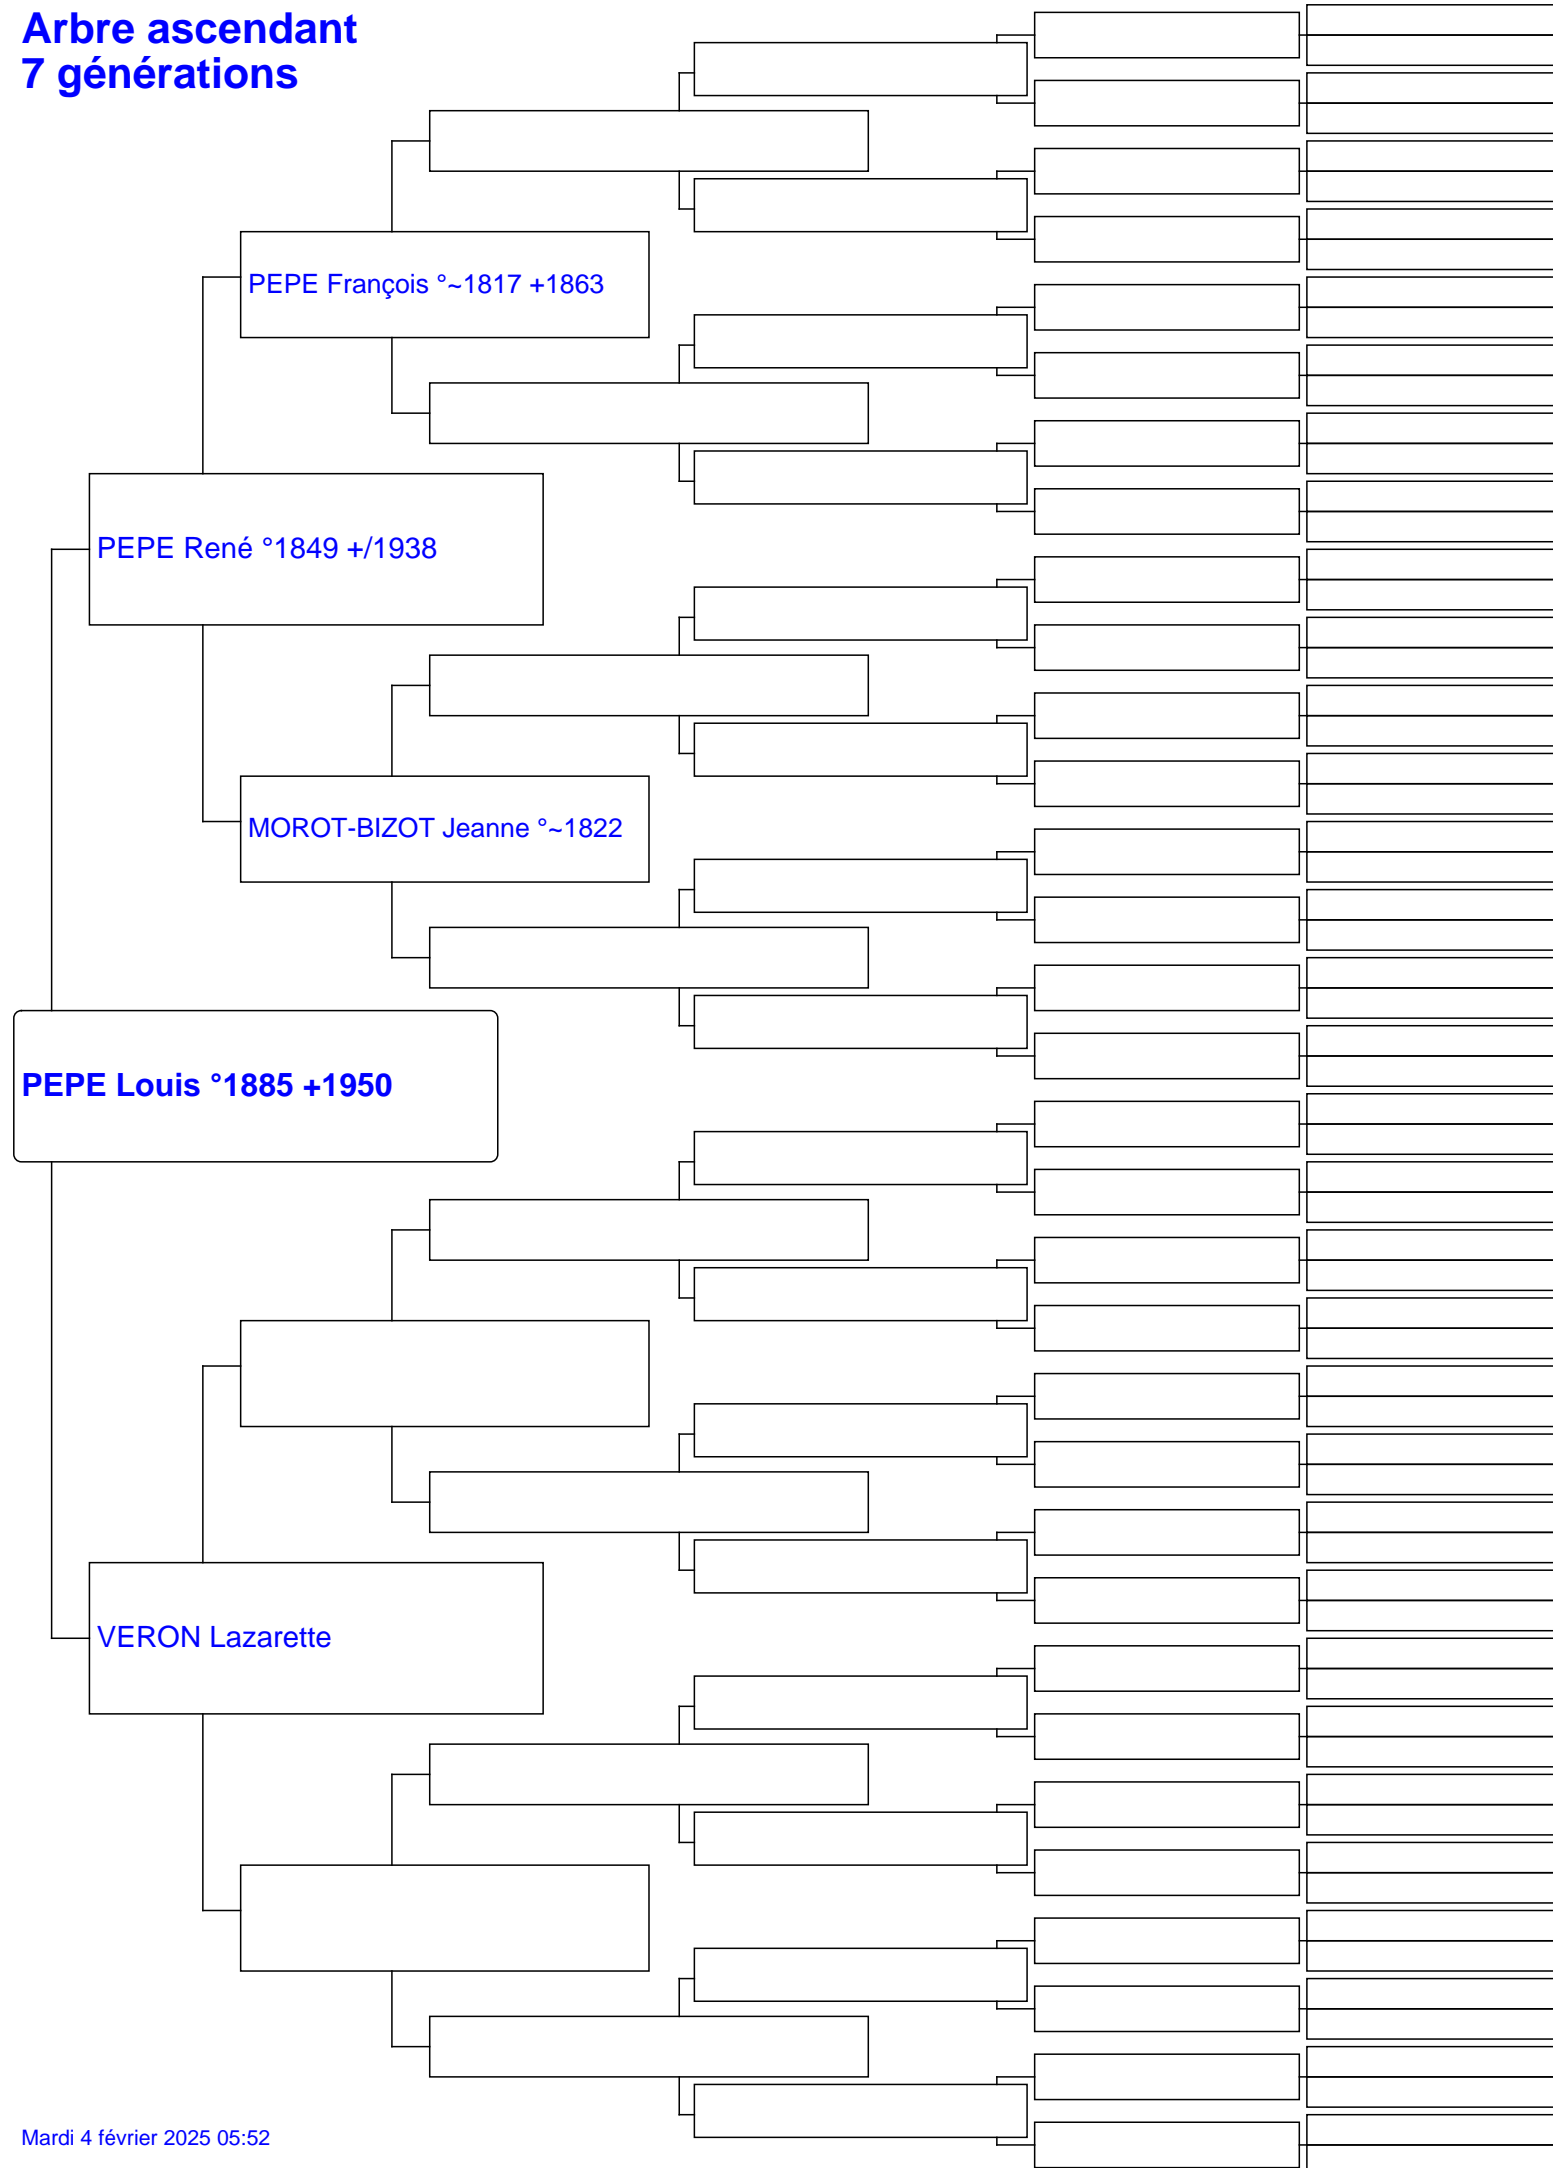 Arbre ascendant
7 générations
PEPE François °~1817 +1863
PEPE René °1849 +/1938
MOROT-BIZOT Jeanne °~1822
PEPE Louis °1885 +1950
VERON Lazarette
Mardi 4 février 2025 05:52